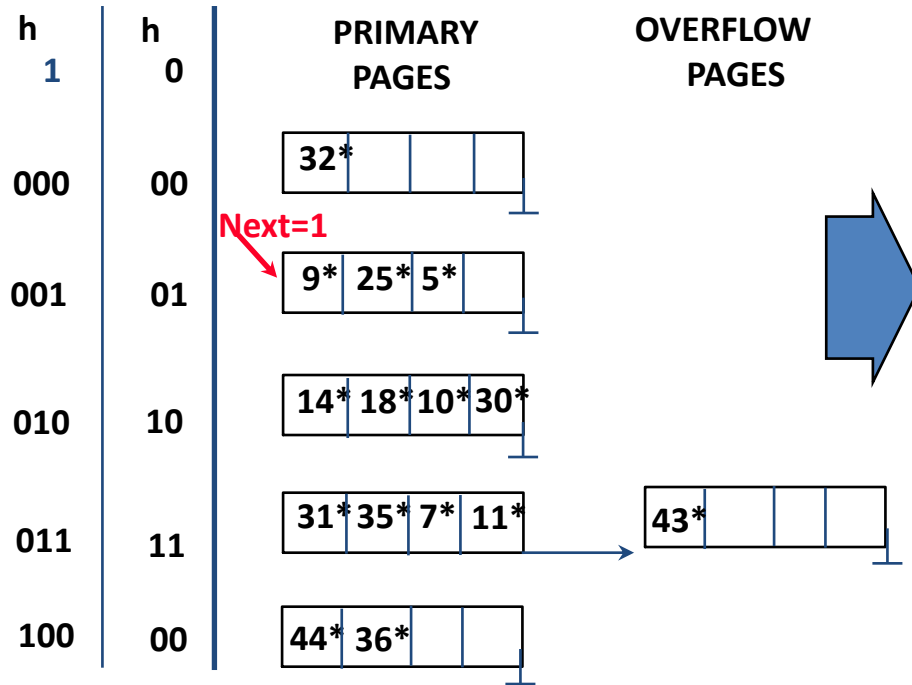 h h PRIMARY OVERFLOW
1 0 PAGES PAGES
000 00 32*
Next=1
001 01 9* 25* 5*
010 10 14* 18* 10* 30*
011 11 31* 35* 7* 11* 43*
100 00 44* 36*